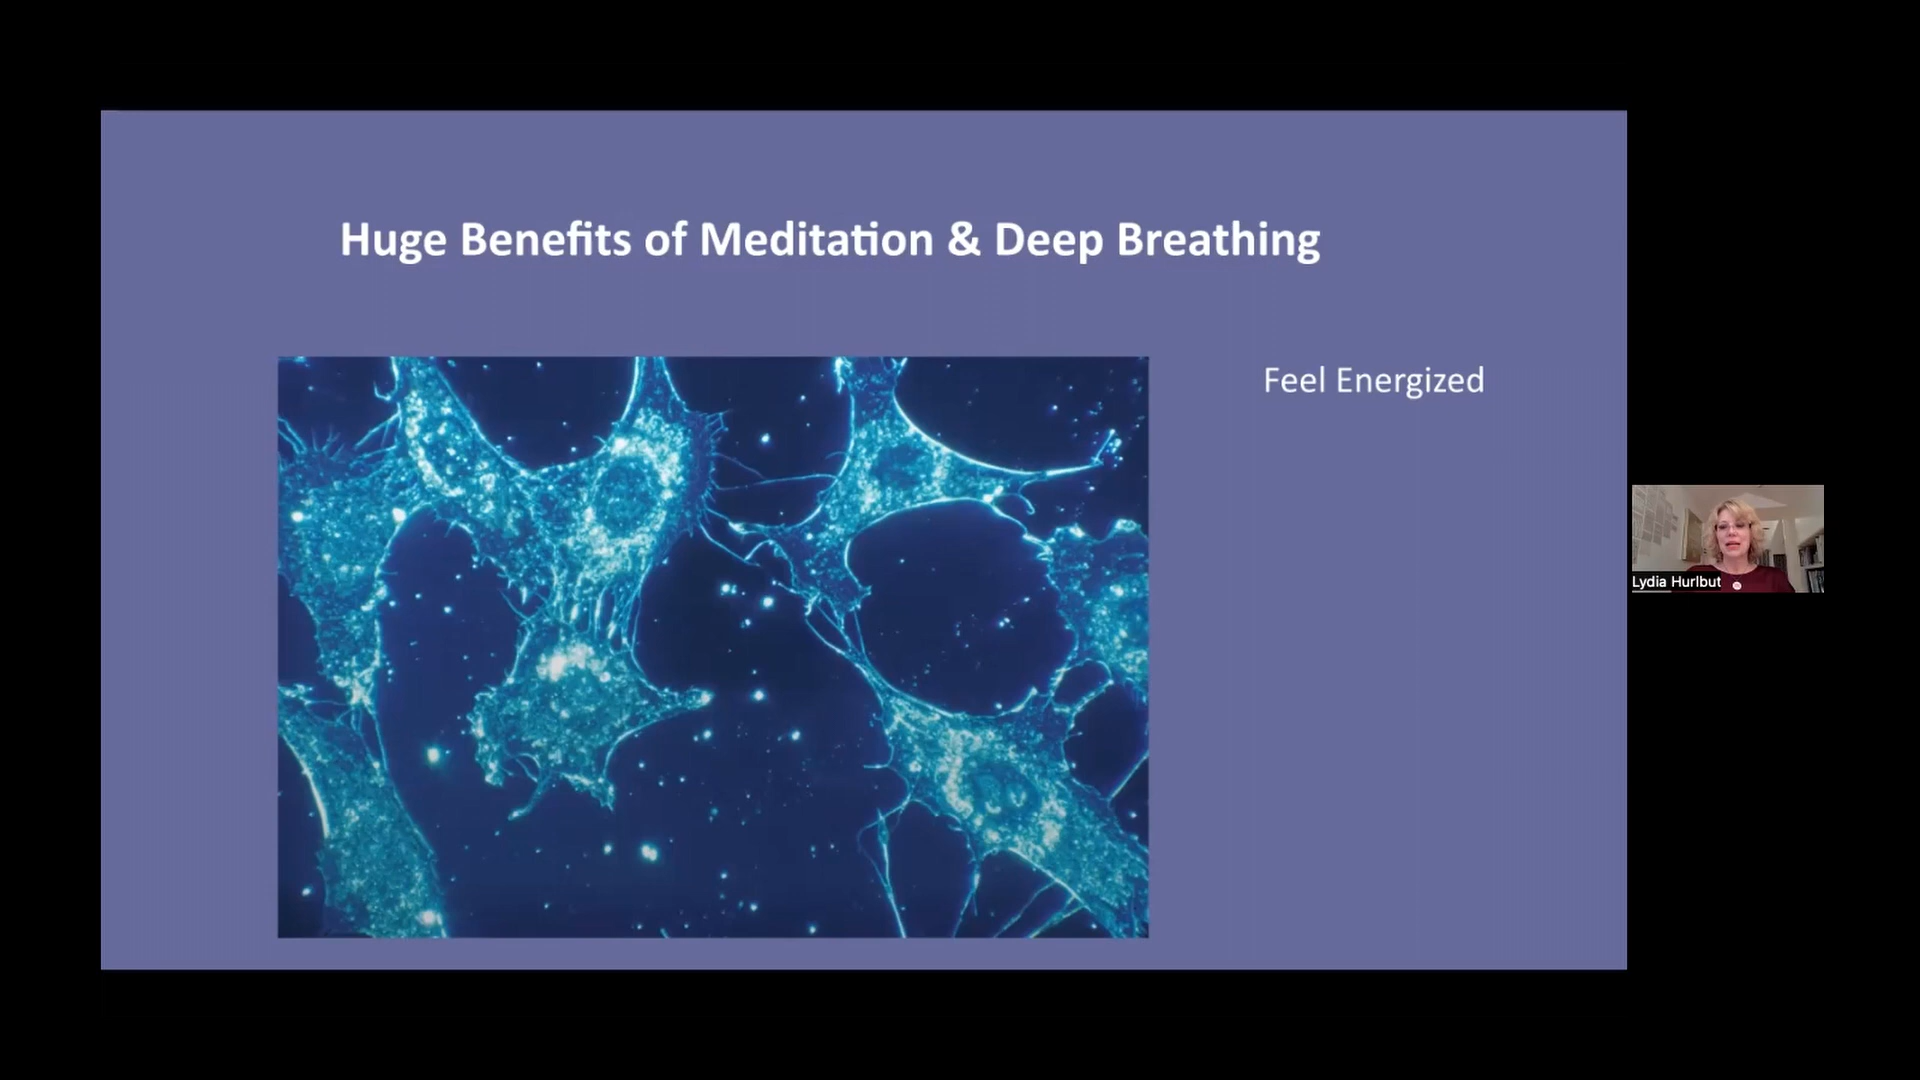 Huge Benefits of Meditation & Deep Breathing
Feel Energized
Lydia Hurlbut